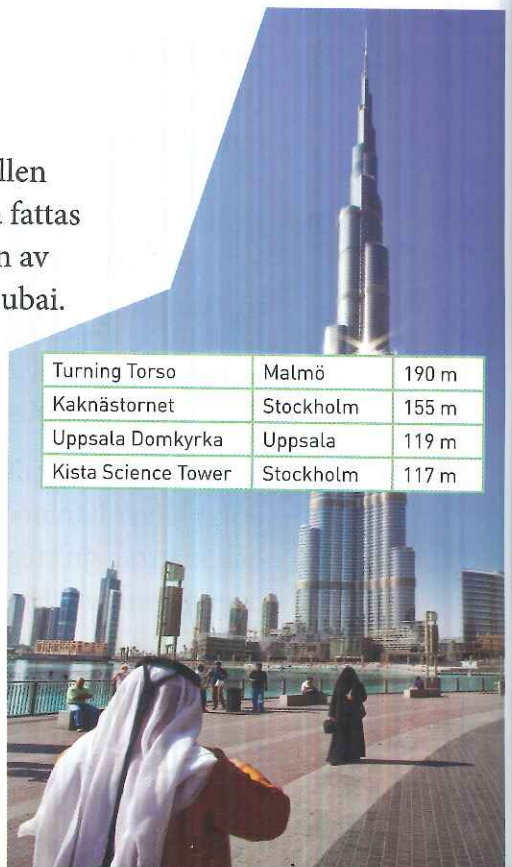 llen
fattas
n av
ubai.
Turning Torso Malmö 190 m
Kaknästornet Stockholm 155 m
Uppsala Domkyrka Uppsala 119 m
Kista Science Tower Stockholm 117 m